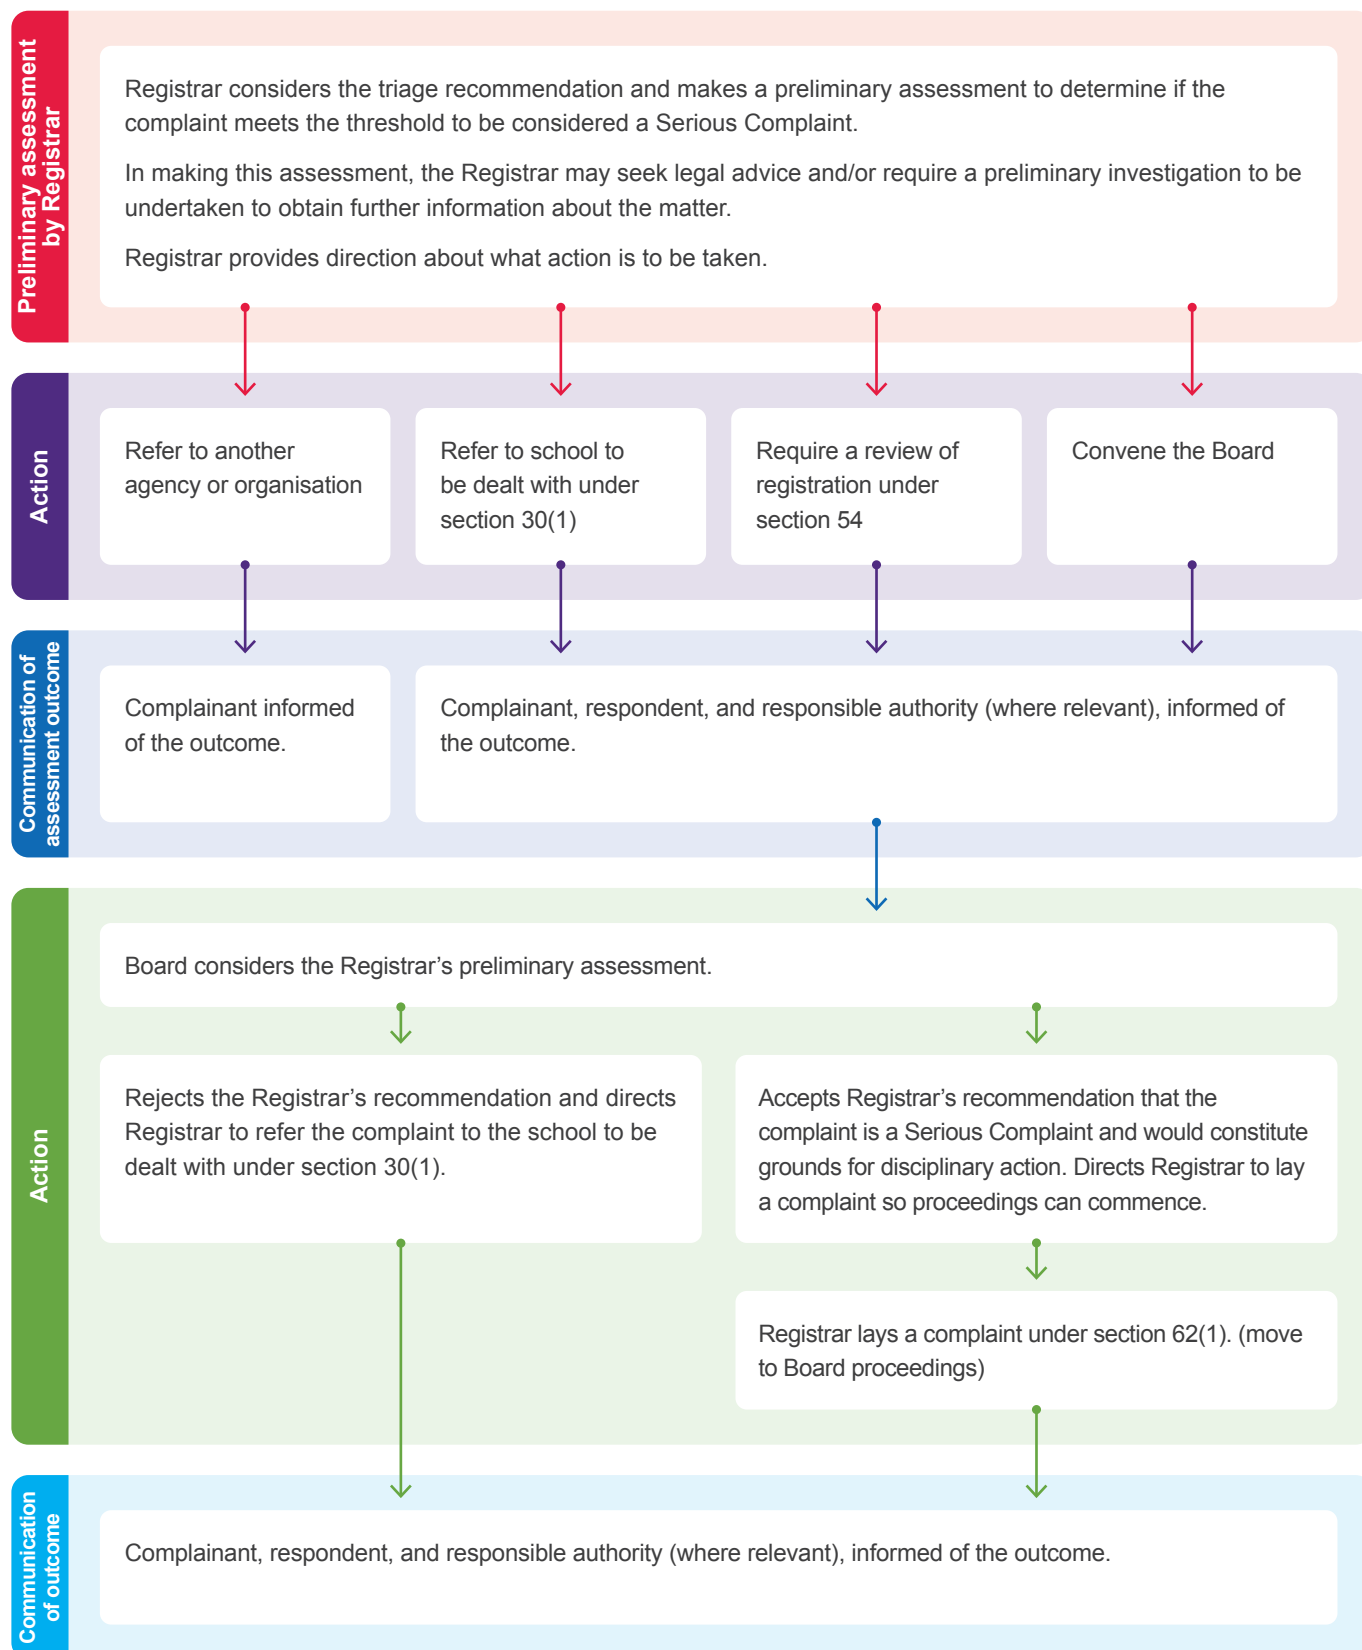 Preliminary assessment
by Registrar
Registrar considers the triage recommendation and makes a preliminary assessment to determine if the
complaint meets the threshold to be considered a Serious Complaint.
In making this assessment, the Registrar may seek legal advice and/or require a preliminary investigation to be
undertaken to obtain further information about the matter.
Registrar provides direction about what action is to be taken.
Action
Refer to another
agency or organisation
Refer to school to
be dealt with under
section 30(1)
Require a review of
registration under
section 54
Convene the Board
Communication of
assessment outcome
Complainant informed
of the outcome.
Complainant, respondent, and responsible authority (where relevant), informed of
the outcome.
Action
Board considers the Registrar’s preliminary assessment.
Rejects the Registrar’s recommendation and directs
Registrar to refer the complaint to the school to be
dealt with under section 30(1).
Accepts Registrar’s recommendation that the
complaint is a Serious Complaint and would constitute
grounds for disciplinary action. Directs Registrar to lay
a complaint so proceedings can commence.
Registrar lays a complaint under section 62(1). (move
to Board proceedings)
Communication
of outcome
Complainant, respondent, and responsible authority (where relevant), informed of the outcome.